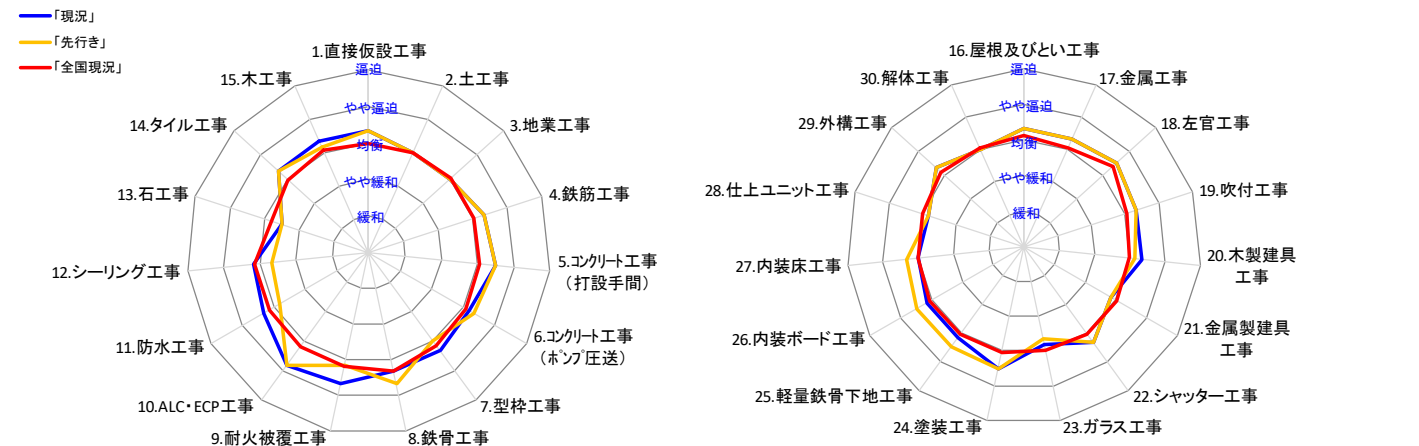 「現況」
「先行き」
「全国現況」
1.直接仮設工事
2.土工事
3.地業工事
4.鉄筋工事
5.コンクリート工事
（打設手間）
6.コンクリート工事
（ポンプ圧送）
7.型枠工事
8.鉄骨工事
9.耐火被覆工事
10.ALC・ECP工事
11.防水工事
12.シーリング工事
13.石工事
14.タイル工事
15.木工事
逼迫
やや逼迫
均衡
やや緩和
緩和
16.屋根及びとい工事
17.金属工事
18.左官工事
19.吹付工事
20.木製建具
工事
21.金属製建具
工事
22.シャッター工事
23.ガラス工事
24.塗装工事
25.軽量鉄骨下地工事
26.内装ボード工事
27.内装床工事
28.仕上ユニット工事
29.外構工事
30.解体工事
逼迫
やや逼迫
均衡
やや緩和
緩和